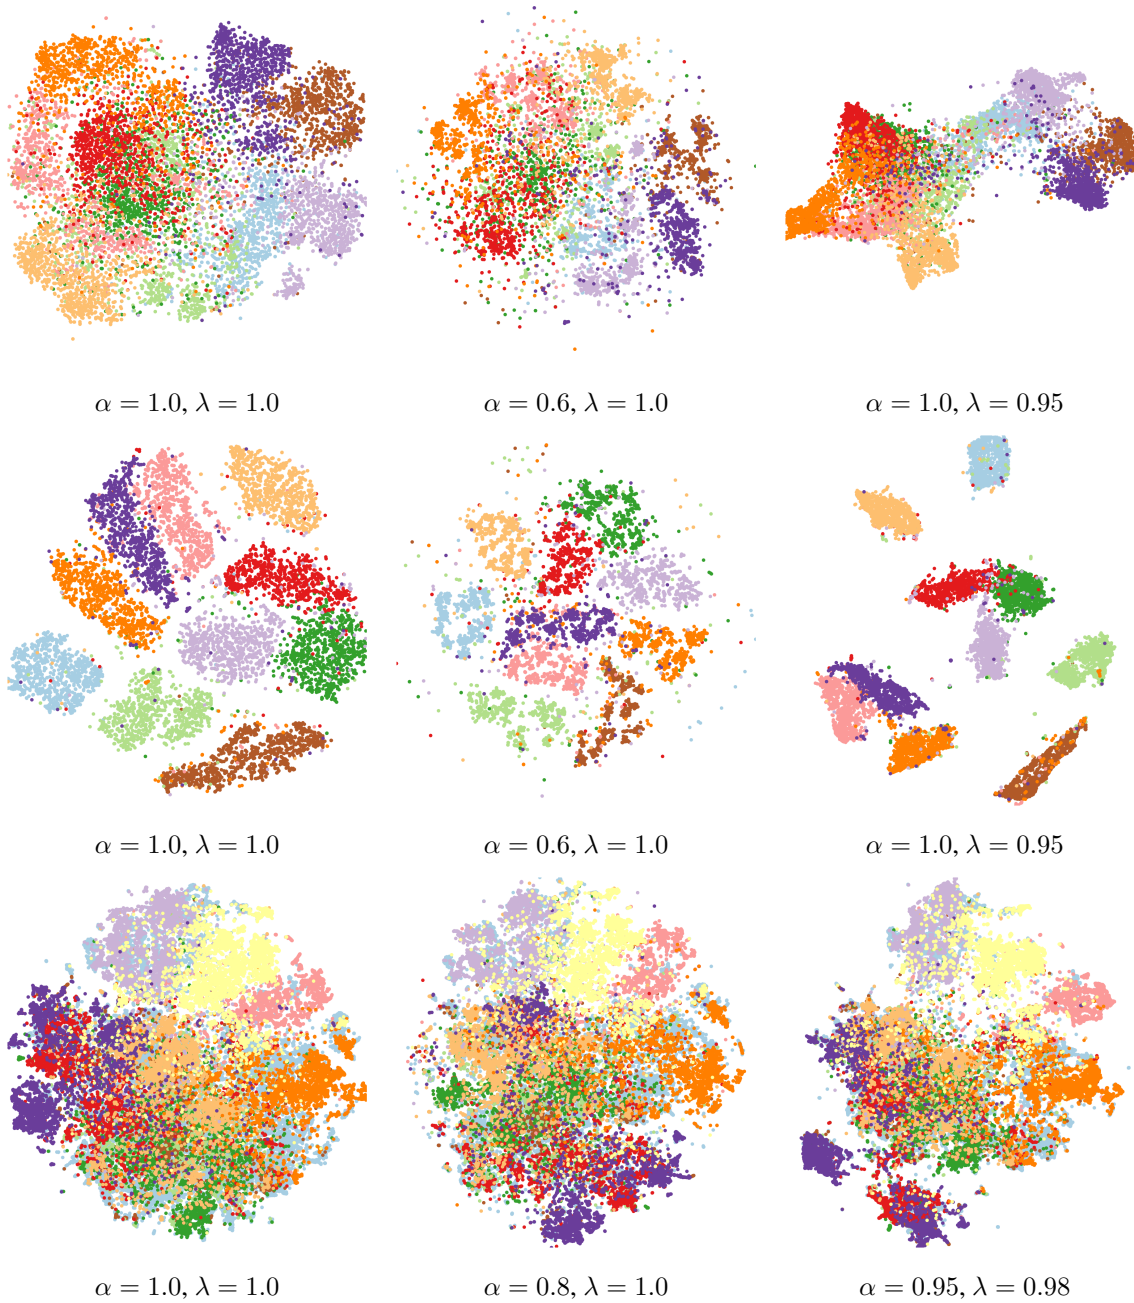 α = 1.0, λ = 1.0
α = 0.6, λ = 1.0
α = 1.0, λ = 0.95
α = 1.0, λ = 1.0
α = 0.6, λ = 1.0
α = 1.0, λ = 0.95
α = 1.0, λ = 1.0
α = 0.8, λ = 1.0
α = 0.95, λ = 0.98